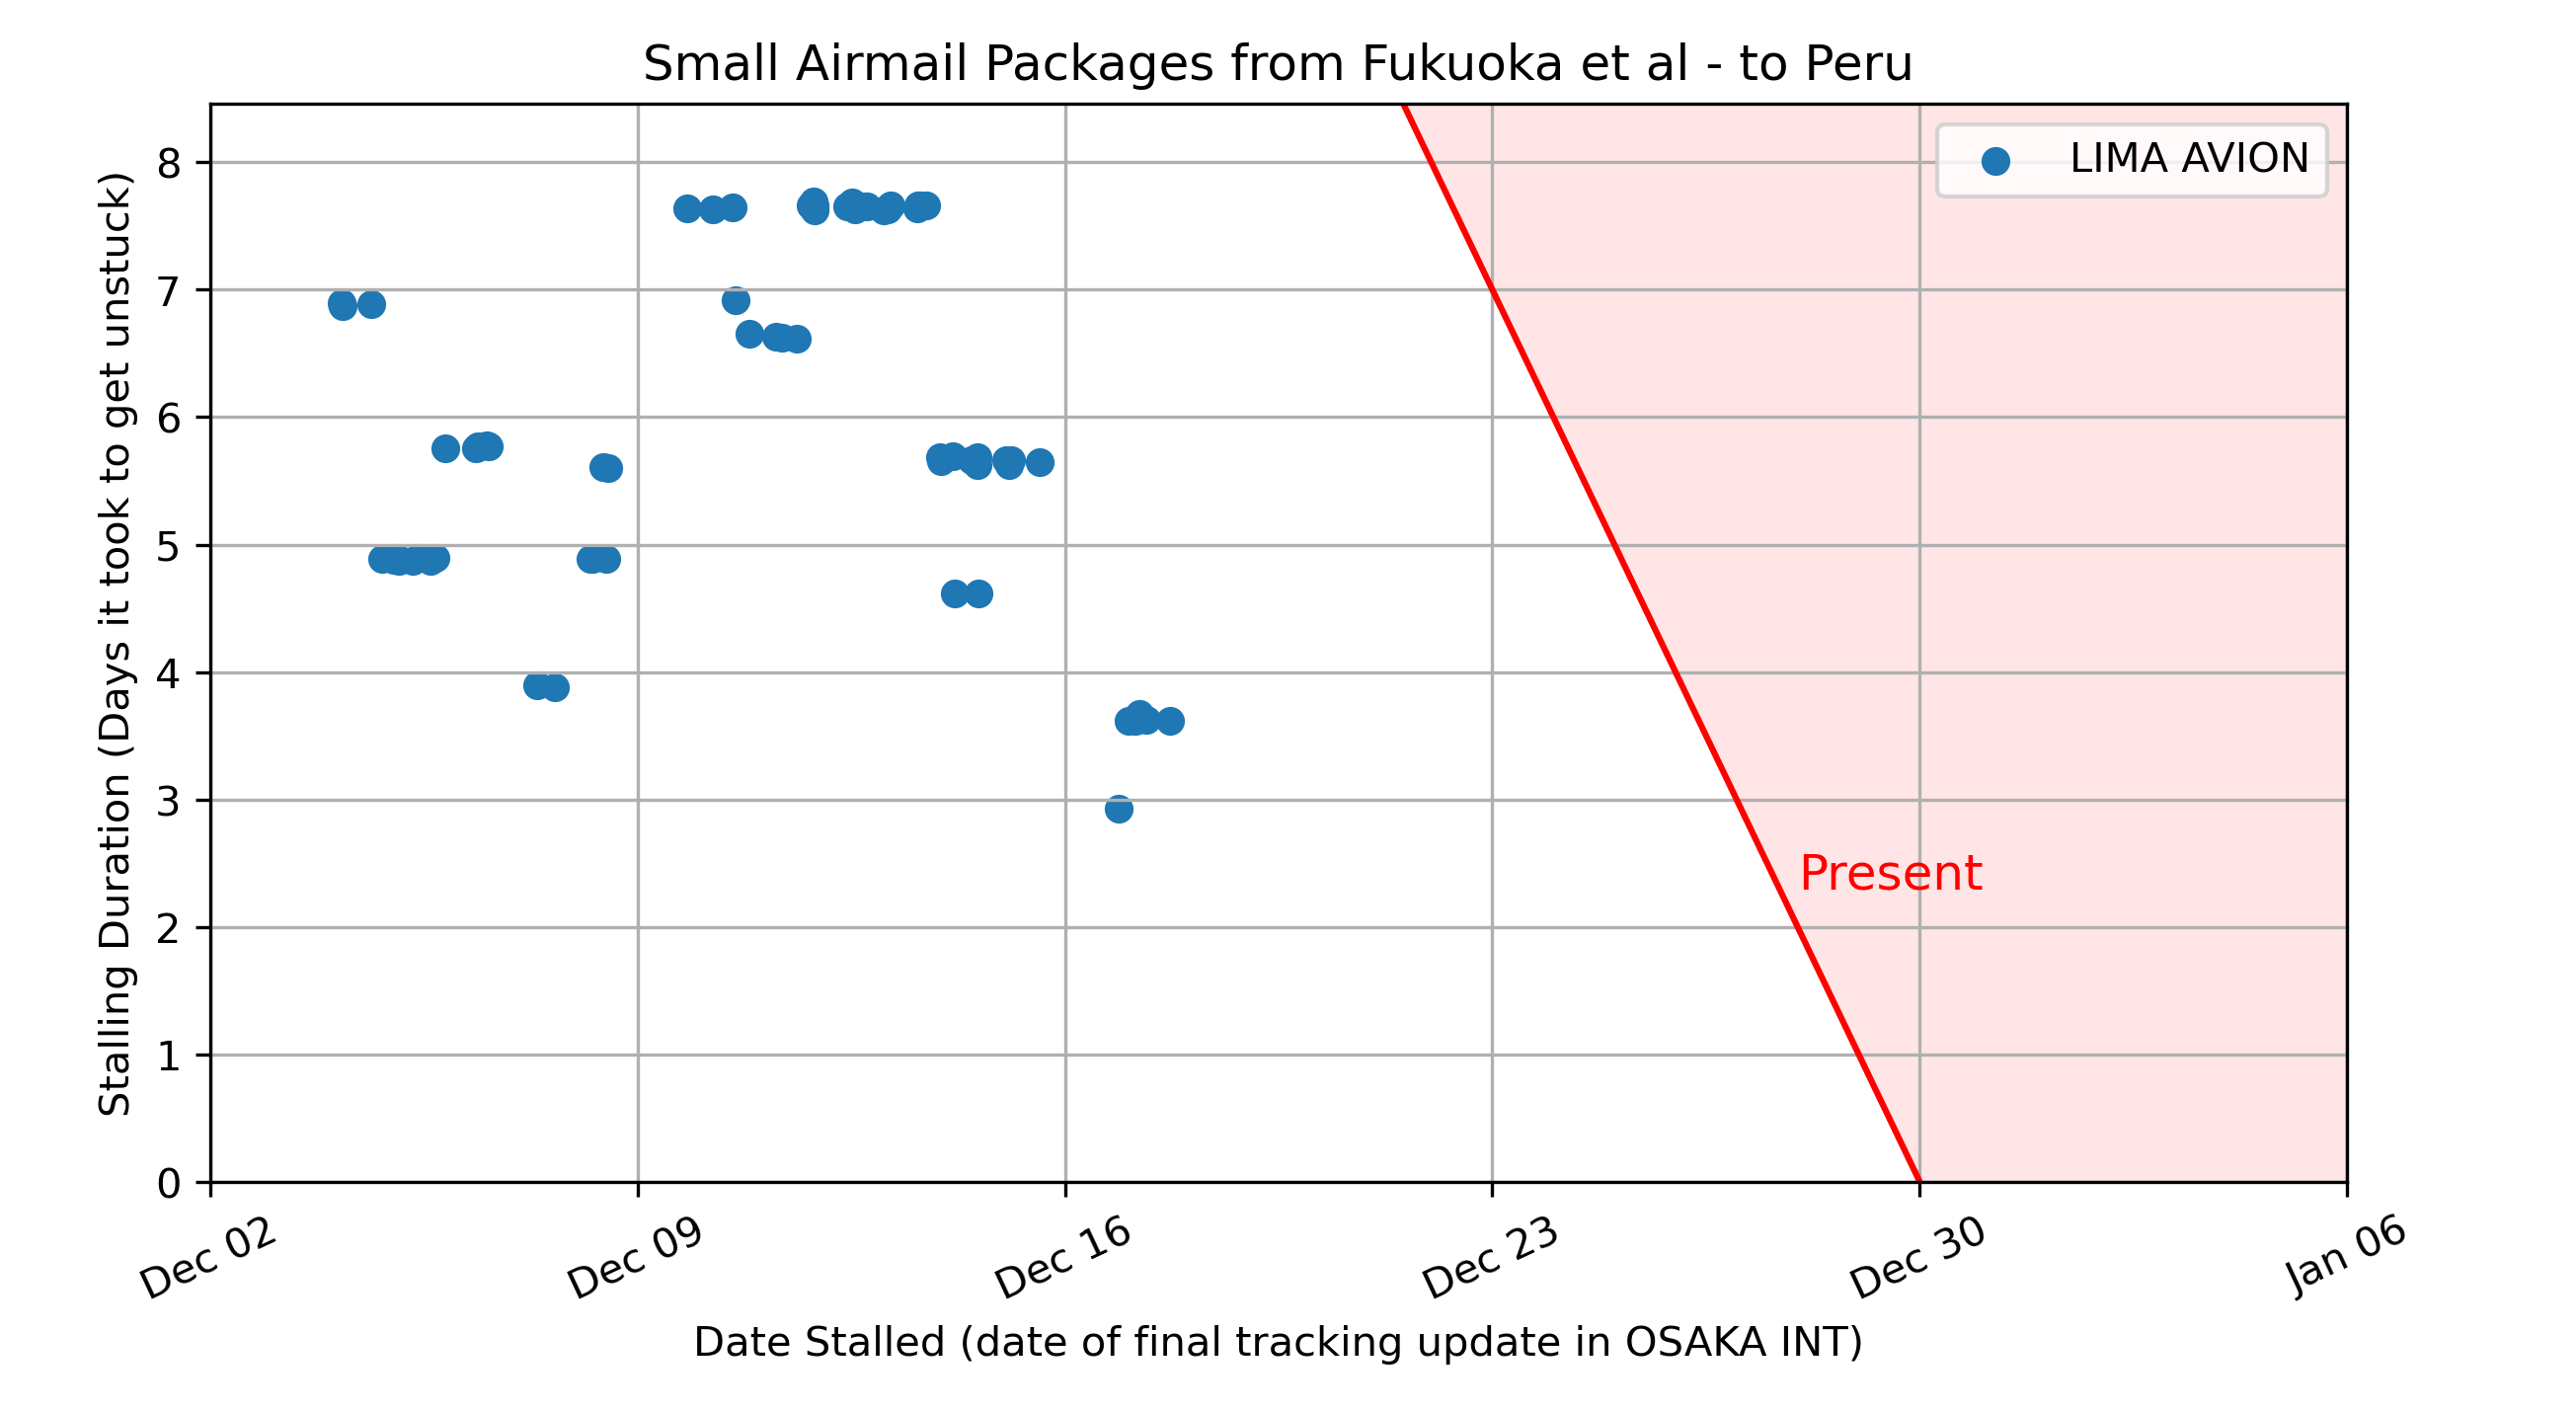 Small Airmail Packages from Fukuoka et al - to Peru
Stalling Duration (Days it took to get unstuck)
8
7
6
5
4
3
2
1
0
LIMA AVION
Present
Dec 02
Dec 09
Dec 16
Dec 23
Dec 30
Jan 06
Date Stalled (date of final tracking update in OSAKA INT)